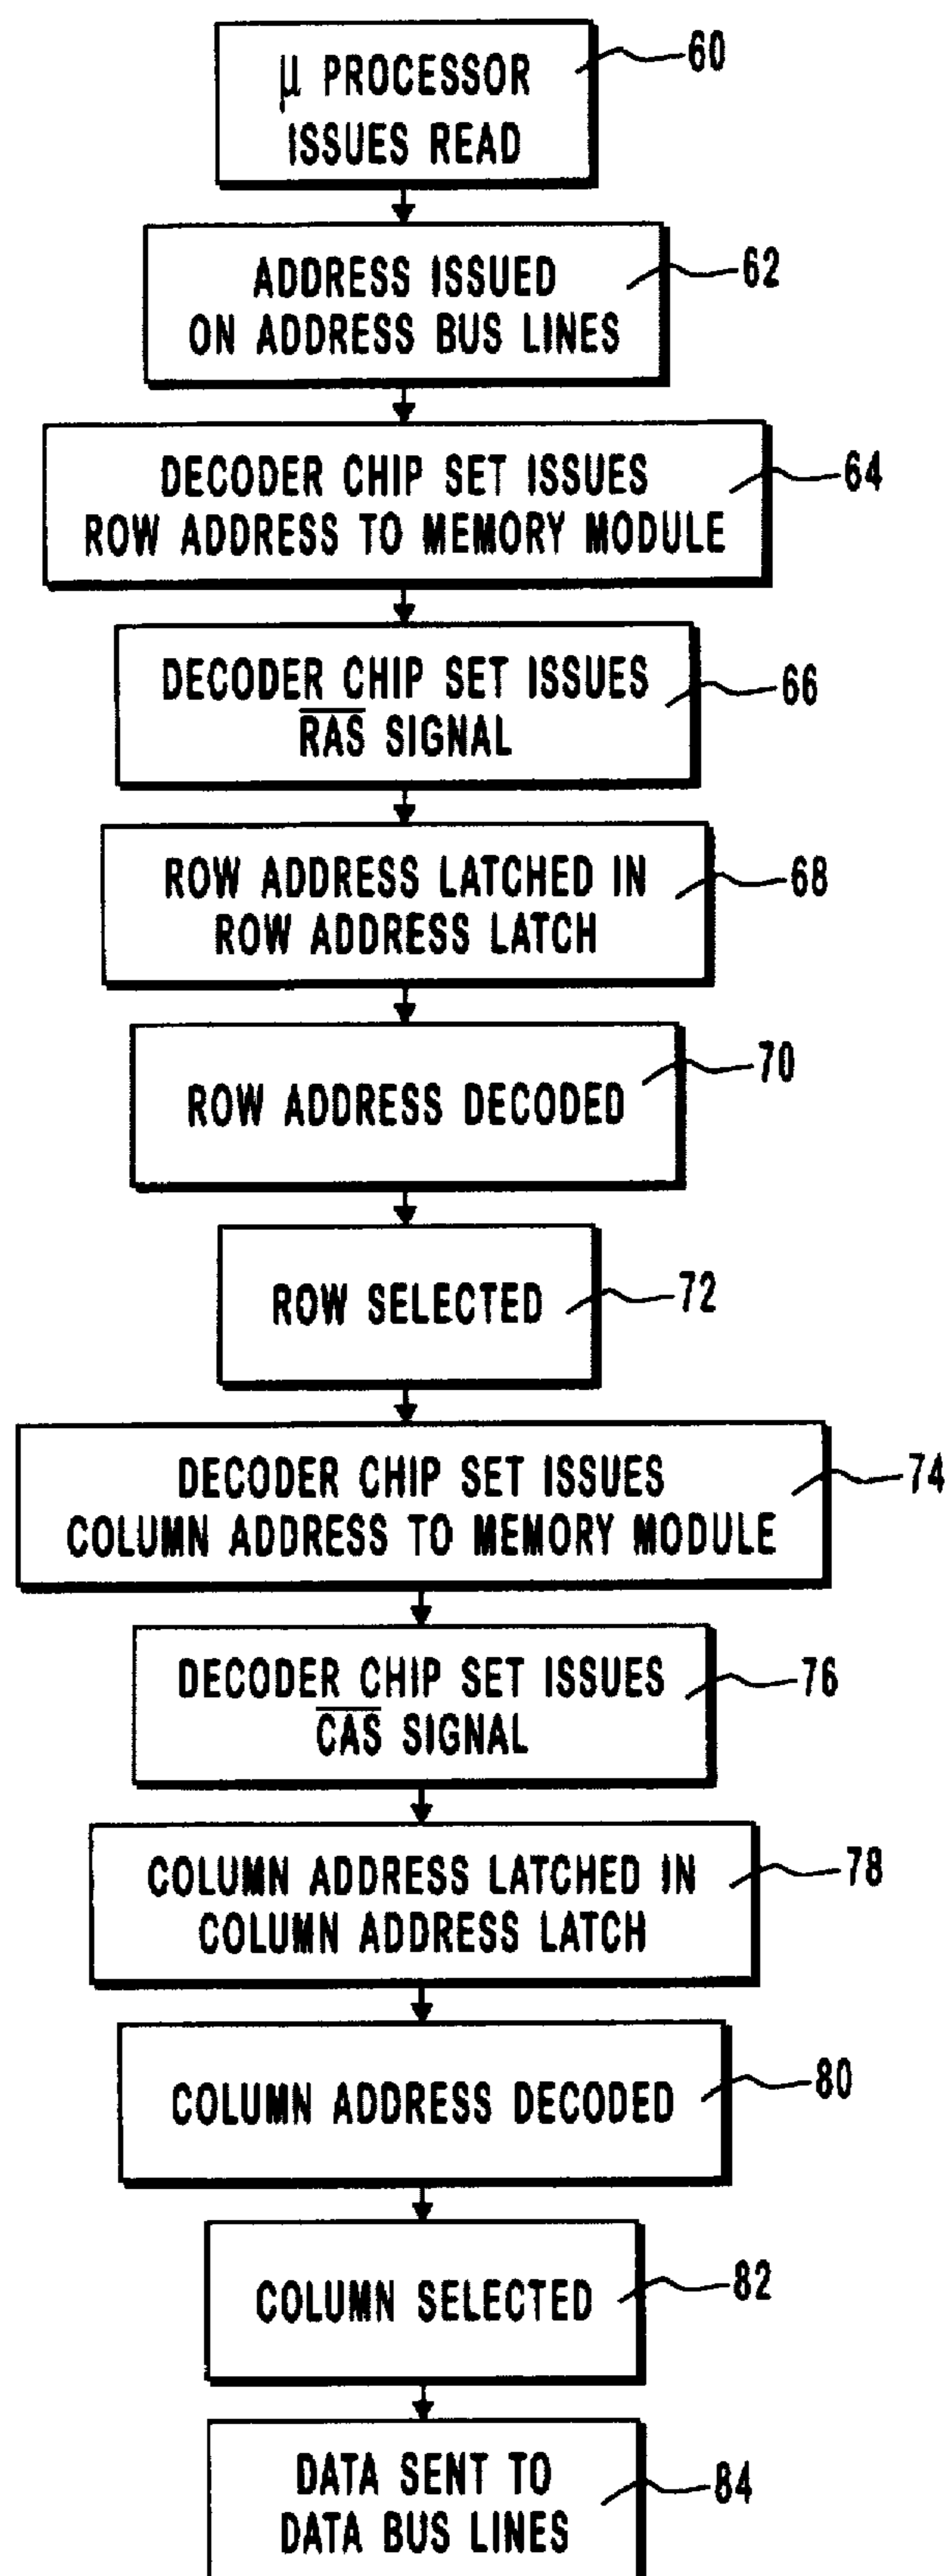 μ PROCESSOR
ISSUES READ
60
ADDRESS ISSUED
ON ADDRESS BUS LINES
62
DECODER CHIP SET ISSUES
ROW ADDRESS TO MEMORY MODULE
64
DECODER CHIP SET ISSUES
R̅A̅S̅ SIGNAL
66
ROW ADDRESS LATCHED IN
ROW ADDRESS LATCH
68
ROW ADDRESS DECODED
70
ROW SELECTED
72
DECODER CHIP SET ISSUES
COLUMN ADDRESS TO MEMORY MODULE
74
DECODER CHIP SET ISSUES
C̅A̅S̅ SIGNAL
76
COLUMN ADDRESS LATCHED IN
COLUMN ADDRESS LATCH
78
COLUMN ADDRESS DECODED
80
COLUMN SELECTED
82
DATA SENT TO
DATA BUS LINES
84